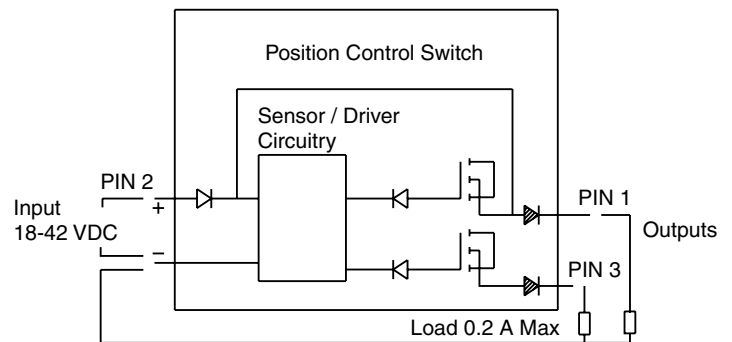 Position Control Switch
Sensor / Driver
Circuitry
PIN 2
+
Input
18-42 VDC
−
PIN 1
Outputs
PIN 3
Load 0.2 A Max